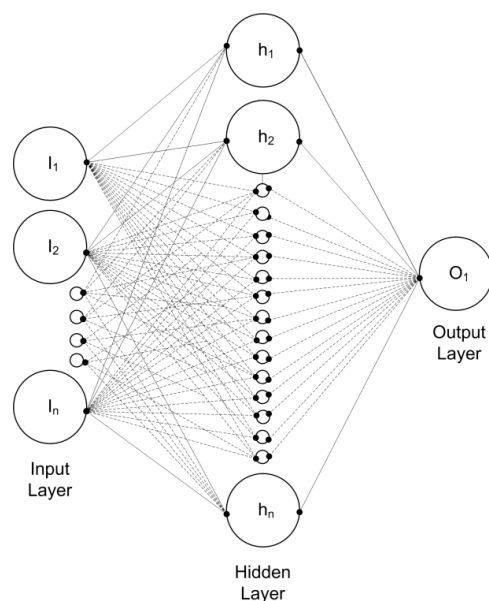 h₁
h₂
I₁
I₂
O₁
Output
Layer
Iₙ
Input
Layer
hₙ
Hidden
Layer